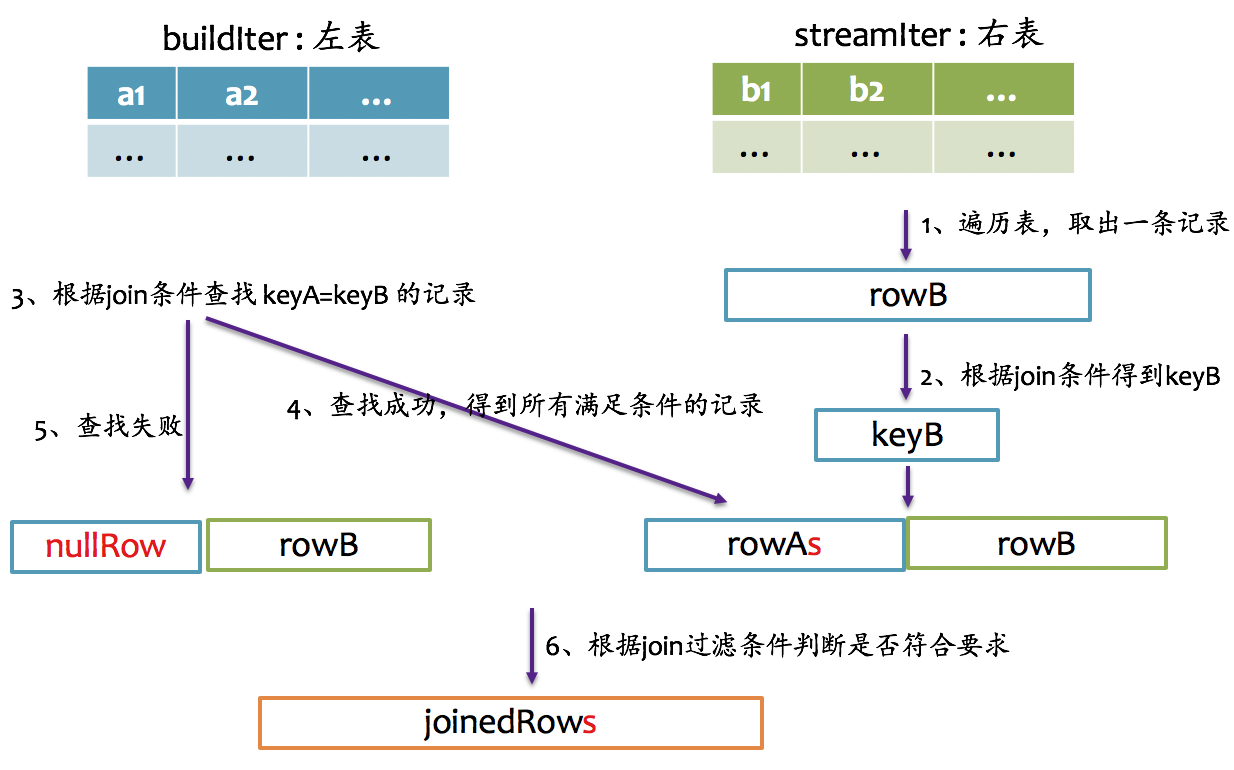 buildIter : 左表
streamIter : 右表
a1 a2 ...
b1 b2 ...
... ... ...
... ... ...
1、遍历表，取出一条记录
3、根据join条件查找 keyA=keyB 的记录
rowB
2、根据join条件得到keyB
4、查找成功，得到所有满足条件的记录
5、查找失败
keyB
nullRow rowB
rowAs rowB
6、根据join过滤条件判断是否符合要求
joinedRows